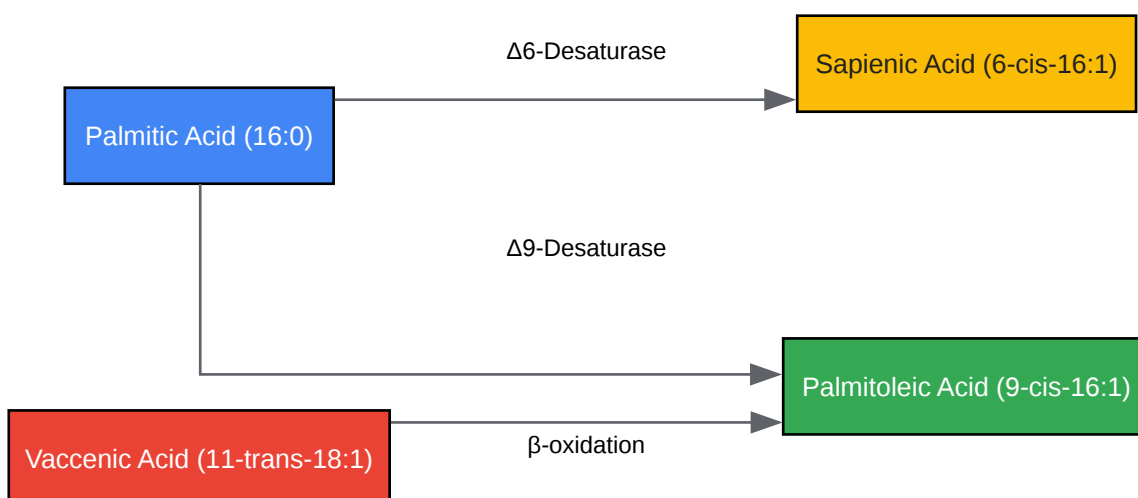 Δ6-Desaturase
Sapienic Acid (6-cis-16:1)
Palmitic Acid (16:0)
Δ9-Desaturase
Palmitoleic Acid (9-cis-16:1)
β-oxidation
Vaccenic Acid (11-trans-18:1)